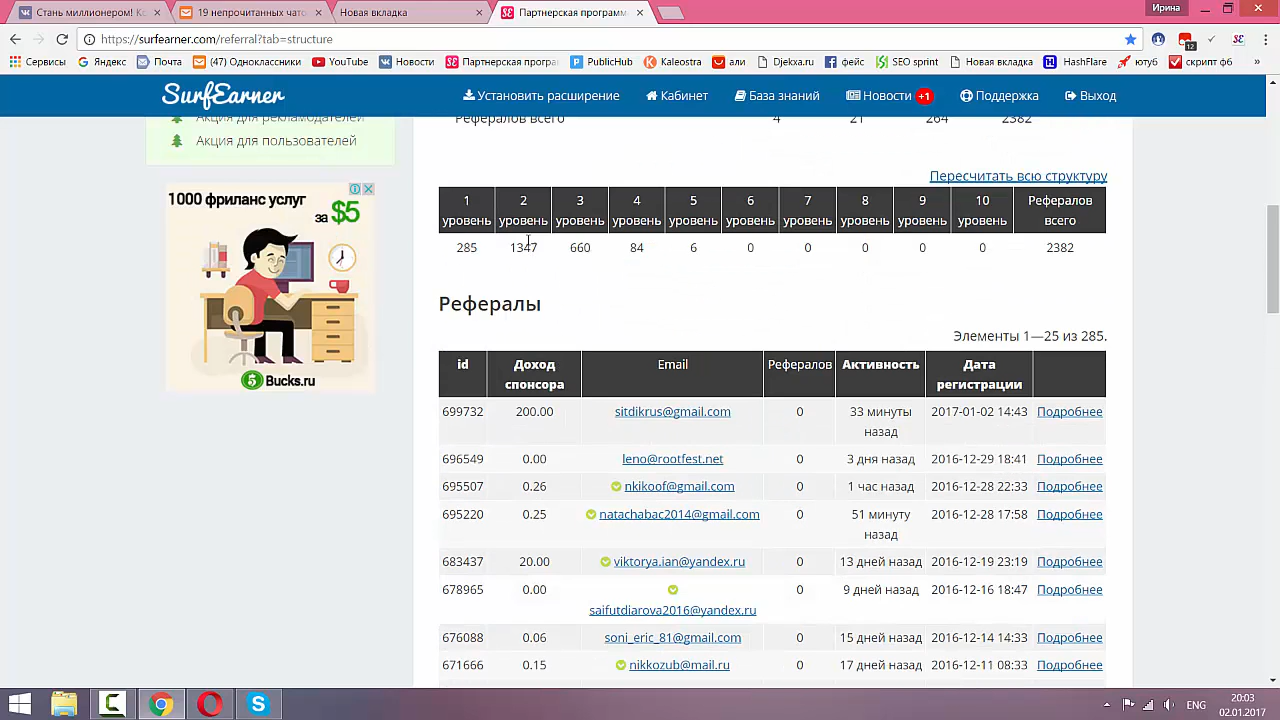 Стань миллионером! Ко
19 непрочитанных чато
Новая вкладка
Партнерская программ
Ирина
https://surfearner.com/referral?tab=structure
12
Сервисы
Яндекс
Почта
(47) Одноклассники
YouTube
Новости
Партнерская програ
PublicHub
Kaleostra
али
Djekxa.ru
фейс
SEO sprint
Новая вкладка
HashFlare
ютуб
скрипт фб
SurfEarner
Установить расширение
Кабинет
База знаний
Новости +1
Поддержка
Выход
Акция для рекламодателей
Акция для пользователей
1000 фриланс услуг
за $5
5 Bucks.ru
Рефералов всего 4 21 264 2382
Пересчитать всю структуру
1 уровень 2 уровень 3 уровень 4 уровень 5 уровень 6 уровень 7 уровень 8 уровень 9 уровень 10 уровень Рефералов всего
285 1347 660 84 6 0 0 0 0 0 2382
Рефералы
Элементы 1—25 из 285.
id Доход спонсора Email Рефералов Активность Дата регистрации
699732 200.00 sitdikrus@gmail.com 0 33 минуты назад 2017-01-02 14:43 Подробнее
696549 0.00 leno@rootfest.net 0 3 дня назад 2016-12-29 18:41 Подробнее
695507 0.26 nkikoof@gmail.com 0 1 час назад 2016-12-28 22:33 Подробнее
695220 0.25 natachabac2014@gmail.com 0 51 минуту назад 2016-12-28 17:58 Подробнее
683437 20.00 viktorya.ian@yandex.ru 0 13 дней назад 2016-12-19 23:19 Подробнее
678965 0.00 saifutdiarova2016@yandex.ru 0 9 дней назад 2016-12-16 18:47 Подробнее
676088 0.06 soni_eric_81@gmail.com 0 15 дней назад 2016-12-14 14:33 Подробнее
671666 0.15 nikkozub@mail.ru 0 17 дней назад 2016-12-11 08:33 Подробнее
ENG
20:03
02.01.2017